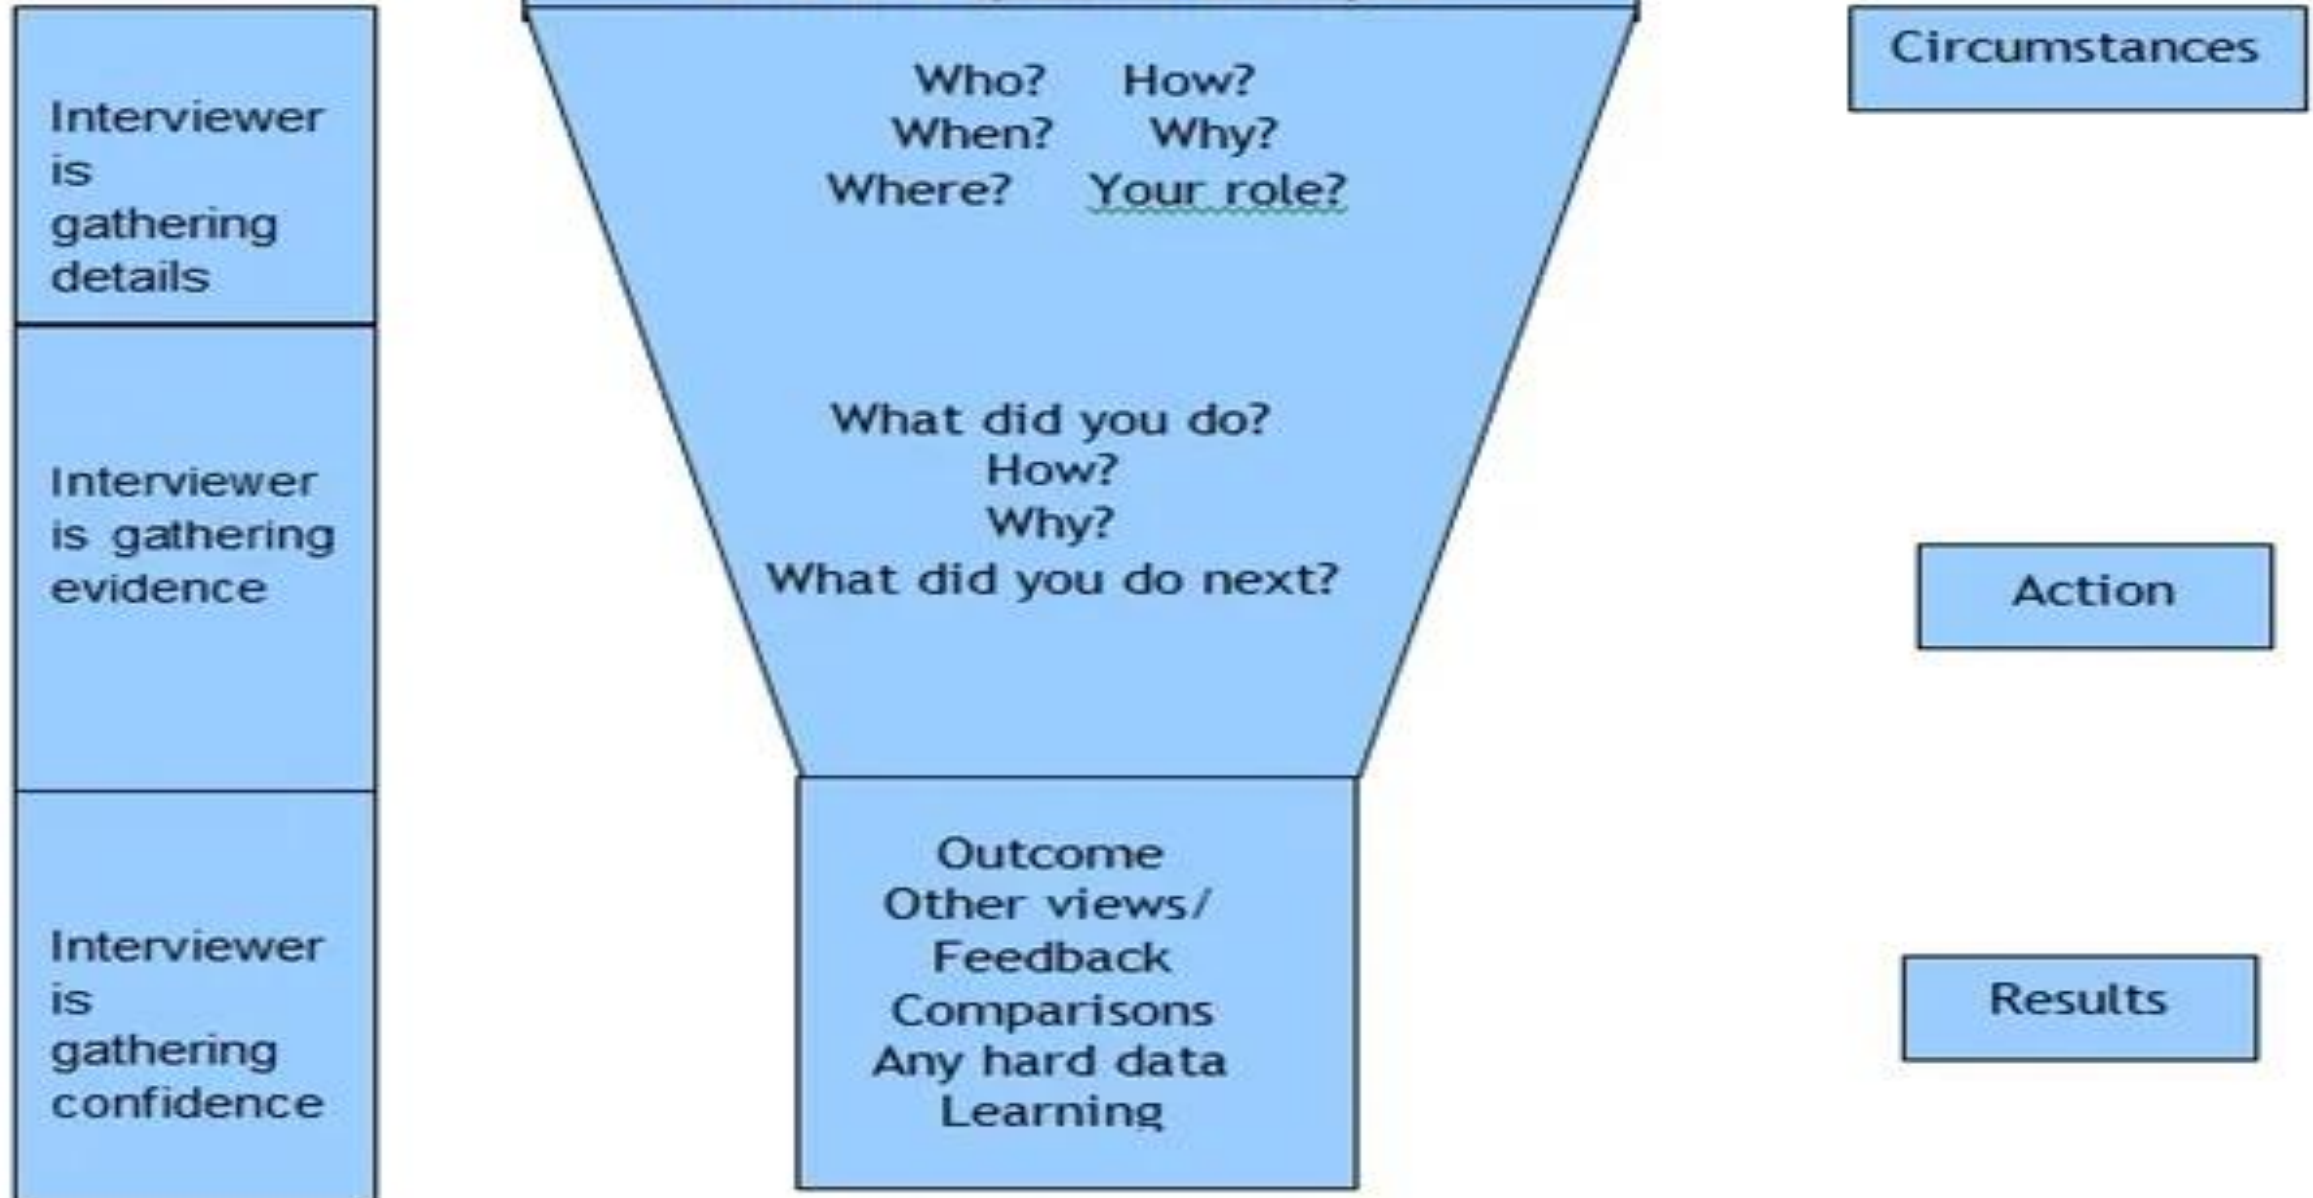 Interviewer
is
gathering
details
Interviewer
is gathering
evidence
Interviewer
is
gathering
confidence
Who? How?
When? Why?
Where? Your role?
What did you do?
How?
Why?
What did you do next?
Outcome
Other views/
Feedback
Comparisons
Any hard data
Learning
Circumstances
Action
Results